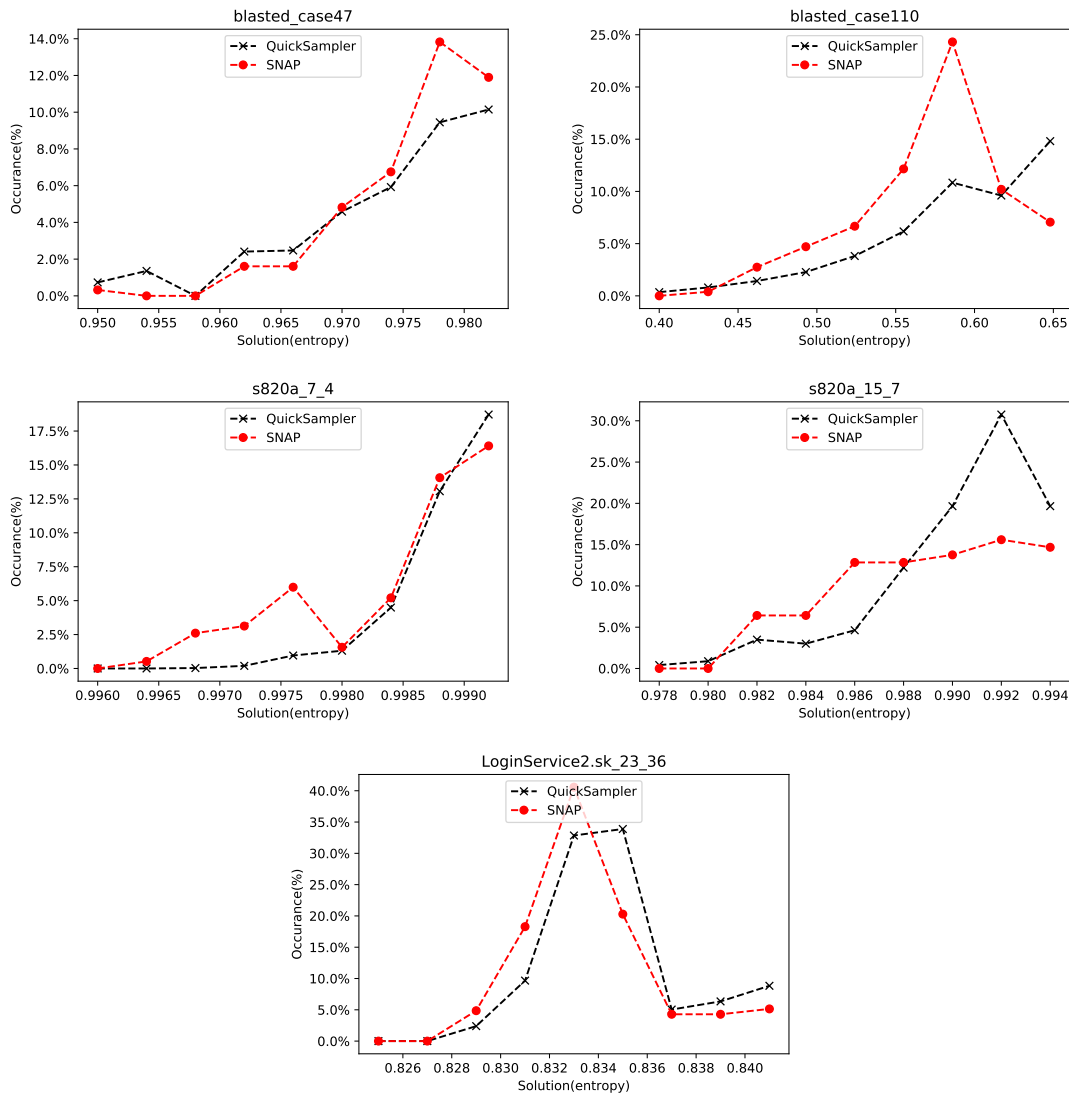 blasted_case47
QuickSampler
SNAP
14.0%
12.0%
10.0%
8.0%
6.0%
4.0%
2.0%
0.0%
Occurance(%)
0.950 0.955 0.960 0.965 0.970 0.975 0.980
Solution(entropy)
blasted_case110
QuickSampler
SNAP
25.0%
20.0%
15.0%
10.0%
5.0%
0.0%
Occurance(%)
0.40 0.45 0.50 0.55 0.60 0.65
Solution(entropy)
s820a_7_4
QuickSampler
SNAP
17.5%
15.0%
12.5%
10.0%
7.5%
5.0%
2.5%
0.0%
Occurance(%)
0.9960 0.9965 0.9970 0.9975 0.9980 0.9985 0.9990
Solution(entropy)
s820a_15_7
QuickSampler
SNAP
30.0%
25.0%
20.0%
15.0%
10.0%
5.0%
0.0%
Occurance(%)
0.978 0.980 0.982 0.984 0.986 0.988 0.990 0.992 0.994
Solution(entropy)
LoginService2.sk_23_36
QuickSampler
SNAP
40.0%
35.0%
30.0%
25.0%
20.0%
15.0%
10.0%
5.0%
0.0%
Occurance(%)
0.826 0.828 0.830 0.832 0.834 0.836 0.838 0.840
Solution(entropy)